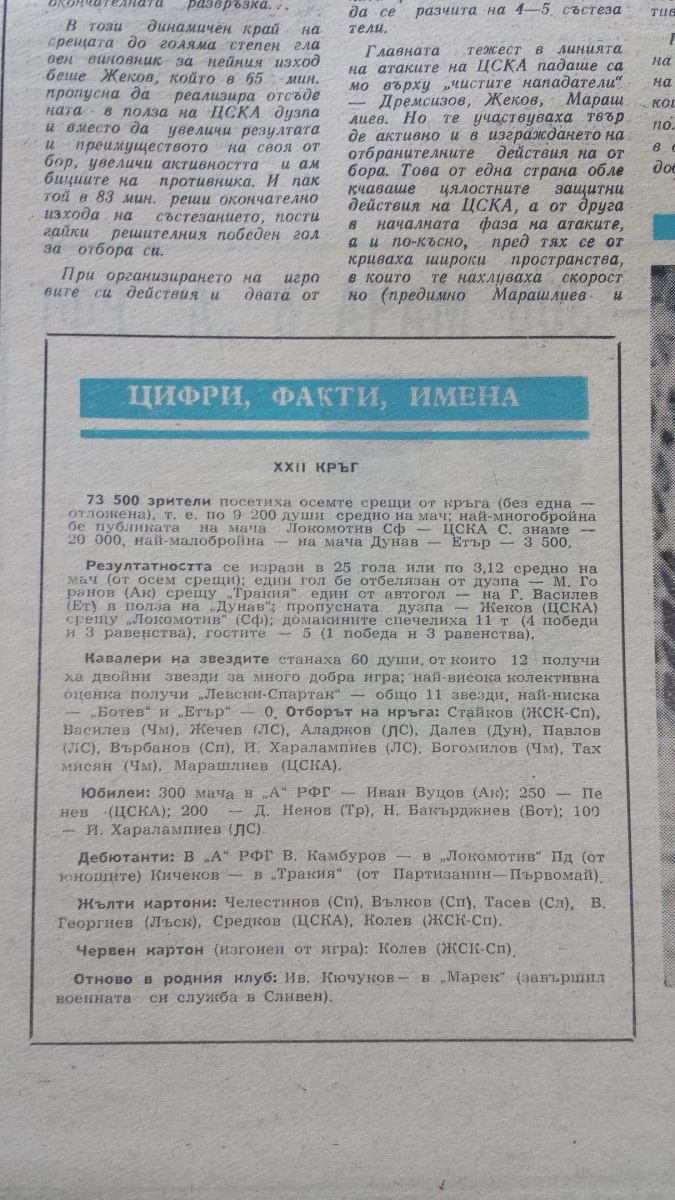 окончателната развръзка...
В този динамичен край на
срещата до голяма степен гла
вен виновник за нейния изход
беше Жеков, който в 65 мин.
пропусна да реализира отсъде
ната в полза на ЦСКА дузпа
и вместо да увеличи резултата
и преимуществото на своя от
бор, увеличи активността и ам
бициите на противника. И пак
той в 83 мин. реши окончателно
изхода на състезанието, пости
гайки решителния победен гол
за отбора си.
При организирането на игро
вите си действия и двата от
да се разчита на 4—5 състеза
тели.
Главната тежест в линията
на атаките на ЦСКА падаше са
мо върху „чистите нападатели“
— Дремсизов, Жеков, Мараш
лиев. Но те участвуваха твър
де активно и в изграждането на
отбранителните действия на от
бора. Това от една страна обле
кчаваше цялостните защитни
действия на ЦСКА, а от друга
в началната фаза на атаките,
а и по-късно, пред тях се от
криваха широки пространства,
в които те нахлуваха скорост
но (предимно Марашлиев и
ЦИФРИ, ФАКТИ, ИМЕНА
XXII КРЪГ
73 500 зрители посетиха осемте срещи от кръга (без една —
отложена), т. е. по 9 200 души средно на мач; най-многобройна
бе публиката на мача Локомотив Сф — ЦСКА С. знаме —
20 000, най-малобройна — на мача Дунав — Етър — 3 500.
Резултатността се изрази в 25 гола или по 3,12 средно на
мач (от осем срещи); един гол бе отбелязан от дузпа — М. Го
ранов (Ак) срещу „Тракия“ един от автогол — на Г. Василев
(Ет) в полза на „Дунав“; пропусната дузпа — Жеков (ЦСКА)
срещу „Локомотив“ (Сф); домакините спечелиха 11 т (4 победи
и 3 равенства), гостите — 5 (1 победа и 3 равенства).
Кавалери на звездите станаха 60 души, от които 12 получи
ха двойни звезди за много добра игра; най-висока колективна
оценка получи „Левски-Спартак“ — общо 11 звезди, най-ниска
— „Ботев“ и „Етър“ — 0. Отборът на кръга: Стайков (ЖСК-Сп),
Василев (Чм), Жечев (ЛС), Аладжов (ЛС), Далев (Дун), Павлов
(ЛС), Върбанов (Сп), Й. Харалампиев (ЛС), Богомилов (Чм), Тах
мисян (Чм), Марашлиев (ЦСКА).
Юбилеи: 300 мача в „А“ РФГ — Иван Вуцов (Ак); 250 — Пе
нев (ЦСКА); 200 — Д. Ненов (Тр), Н. Бакърджиев (Бот); 100
— Й. Харалампиев (ЛС).
Дебютанти: В „А“ РФГ В. Камбуров — в „Локомотив“ Пд (от
юношите) Кичеков — в „Тракия“ (от Партизанин—Първомай).
Жълти картони: Челестинов (Сп), Вълков (Сп), Тасев (Сл), В.
Георгиев (Лъск), Средков (ЦСКА), Колев (ЖСК-Сп).
Червен картон (изгонен от игра): Колев (ЖСК-Сп).
Отново в родния клуб: Ив. Кючуков — в „Марек“ (завършил
военната си служба в Сливен).